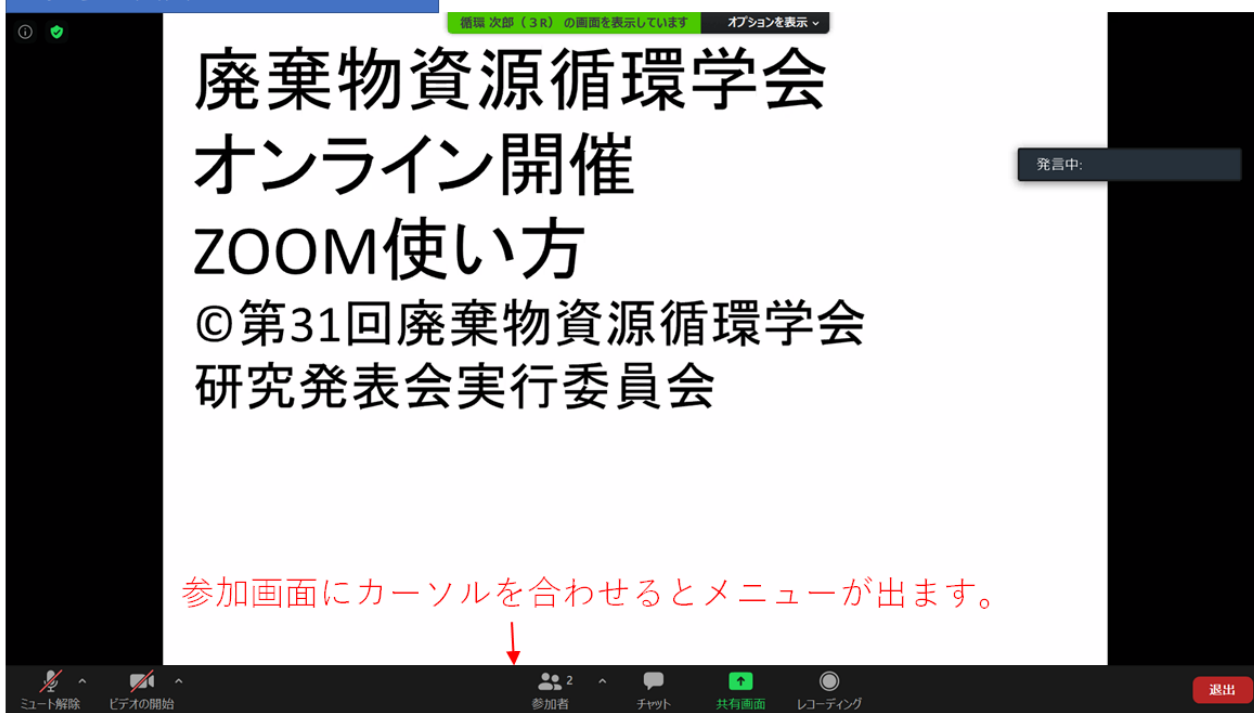 循環 次郎（3R） の画面を表示しています オプションを表示
廃棄物資源循環学会
オンライン開催
発言中:
ZOOM使い方
©第31回廃棄物資源循環学会
研究発表会実行委員会
参加画面にカーソルを合わせるとメニューが出ます。
ミュート解除 ビデオの開始 参加者 2 チャット 共有画面 レコーディング 退出